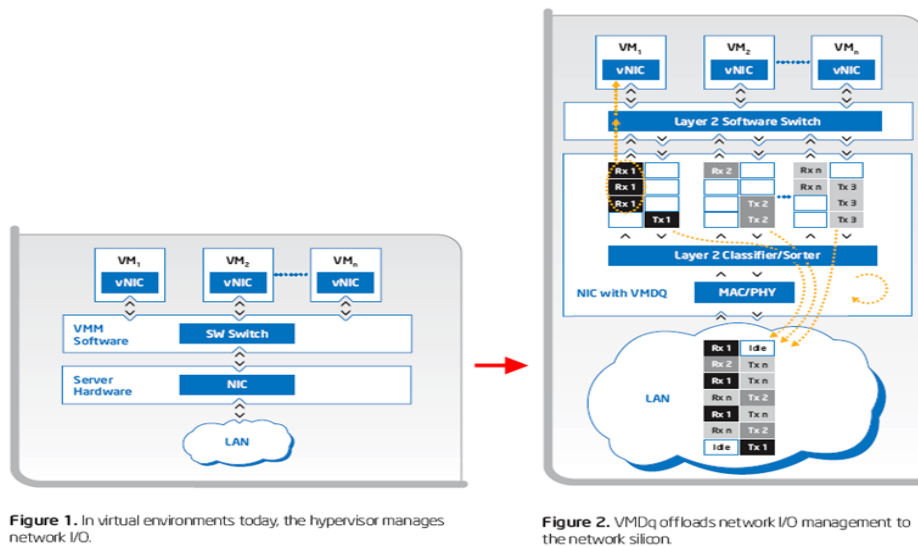 VM1 VM2 VMn
vNIC vNIC vNIC
VMM
Software
SW Switch
Server
Hardware
NIC
LAN
Figure 1. In virtual environments today, the hypervisor manages
network I/O.
VM1 VM2 VMn
vNIC vNIC vNIC
Layer 2 Software Switch
Rx 1 Rx 2 Rx n
Rx 1 Rx n Tx 3
Rx 1 Tx 2 Tx 3
Tx 1 Tx 2 Tx 3
Layer 2 Classifier/Sorter
NIC with VMDQ MAC/PHY
LAN
Rx 1 Idle
Rx 2 Tx n
Rx 1 Tx n
Rx n Tx 2
Rx 1 Tx n
Rx n Tx 2
Idle Tx 1
Figure 2. VMDq offloads network I/O management to
the network silicon.